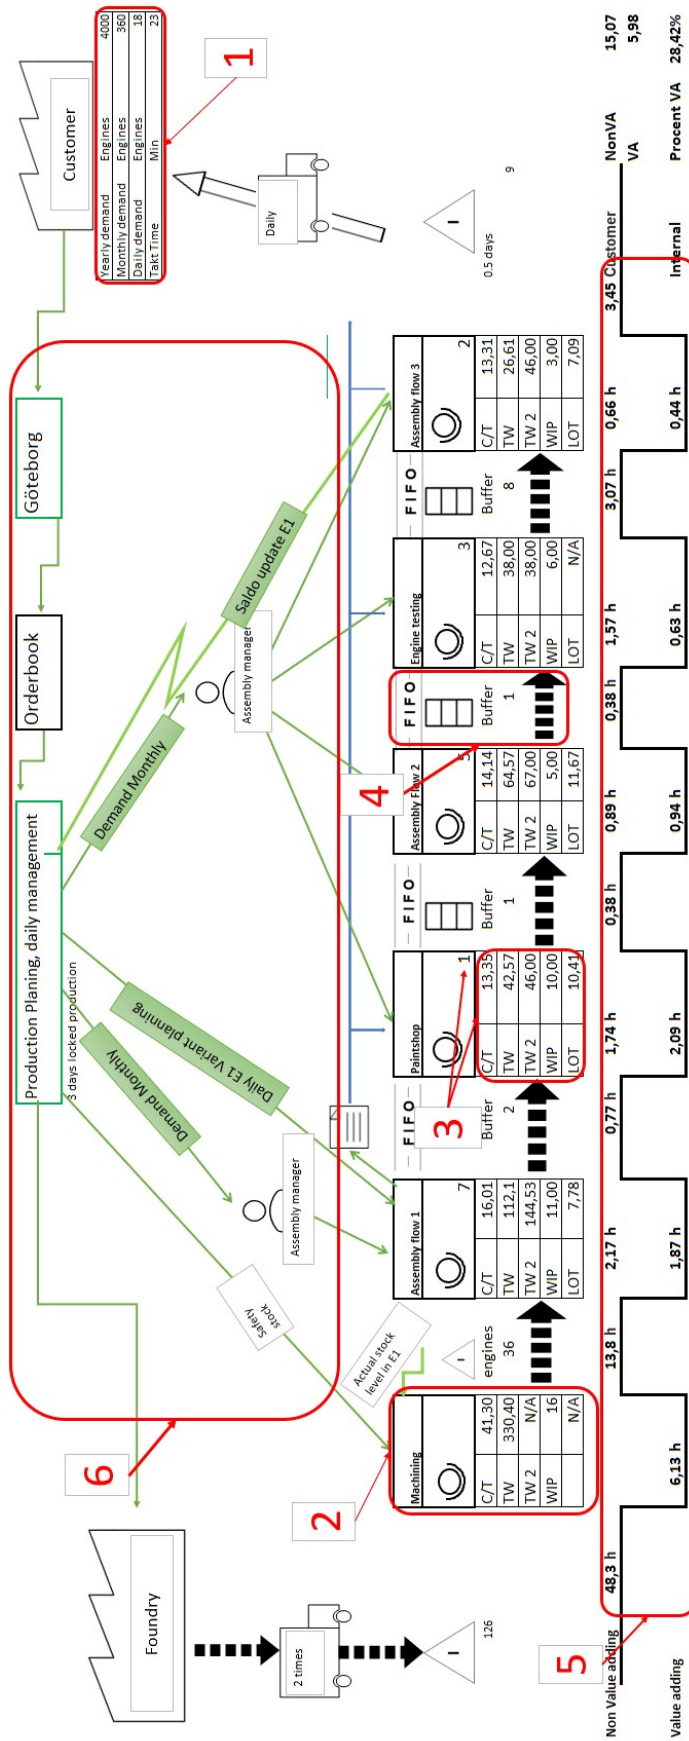 Customer
Yearly demand Engines 4000
Monthly demand Engines 360
Daily demand Engines 18
Takt Time Min 23
1
Göteborg
Orderbook
Production Planing, daily management
3 days locked production
6
Foundry
2 times
I
126
Demand Monthly
Saldo update E1
Assembly manager
Daily E1 Variant planning
Demand Monthly
Assembly manager
Safety
stock
Actual stock
level in E1
Daily
I
0.5 days
9
2
Machining
C/T 41,30
TW 330,40
TW 2 N/A
WIP 16
LOT N/A
I
engines
36
Assembly flow 1
7
C/T 16,01
TW 112,1
TW 2 144,53
WIP 11,00
LOT 7,78
FIFO
Buffer
2
3
Paintshop
1
C/T 13,35
TW 42,57
TW 2 46,00
WIP 10,00
LOT 10,41
FIFO
Buffer
1
4
Assembly Flow 2
C/T 14,14
TW 64,57
TW 2 67,00
WIP 5,00
LOT 11,67
FIFO
Buffer
1
Engine testing
3
C/T 12,67
TW 38,00
TW 2 38,00
WIP 6,00
LOT N/A
FIFO
Buffer
8
Assembly flow 3
2
C/T 13,31
TW 26,61
TW 2 46,00
WIP 3,00
LOT 7,09
5
Non Value adding 48,3 h 13,8 h 2,17 h 0,77 h 1,74 h 0,38 h 0,89 h 0,38 h 1,57 h 3,07 h 0,66 h 3,45 Customer NonVA 15,07
VA 5,98
Value adding 6,13 h 1,87 h 2,09 h 0,94 h 0,63 h 0,44 h Internal Procent VA 28,42%